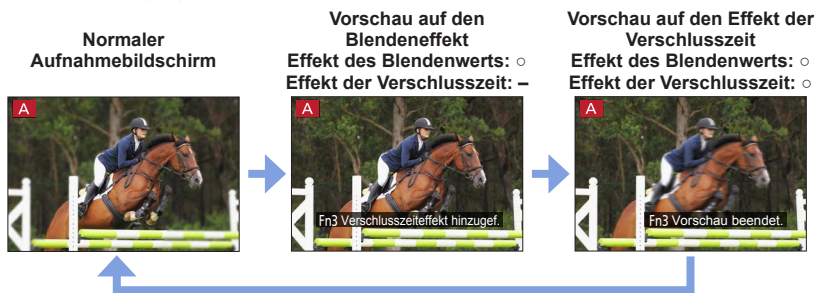 Normaler
Aufnahmebildschirm
Vorschau auf den
Blendeneffekt
Effekt des Blendenwerts: ○
Effekt der Verschlusszeit: –
Vorschau auf den Effekt der
Verschlusszeit
Effekt des Blendenwerts: ○
Effekt der Verschlusszeit: ○
A
A
Fn3 Verschlusszeiteffekt hinzugef.
A
Fn3 Vorschau beendet.